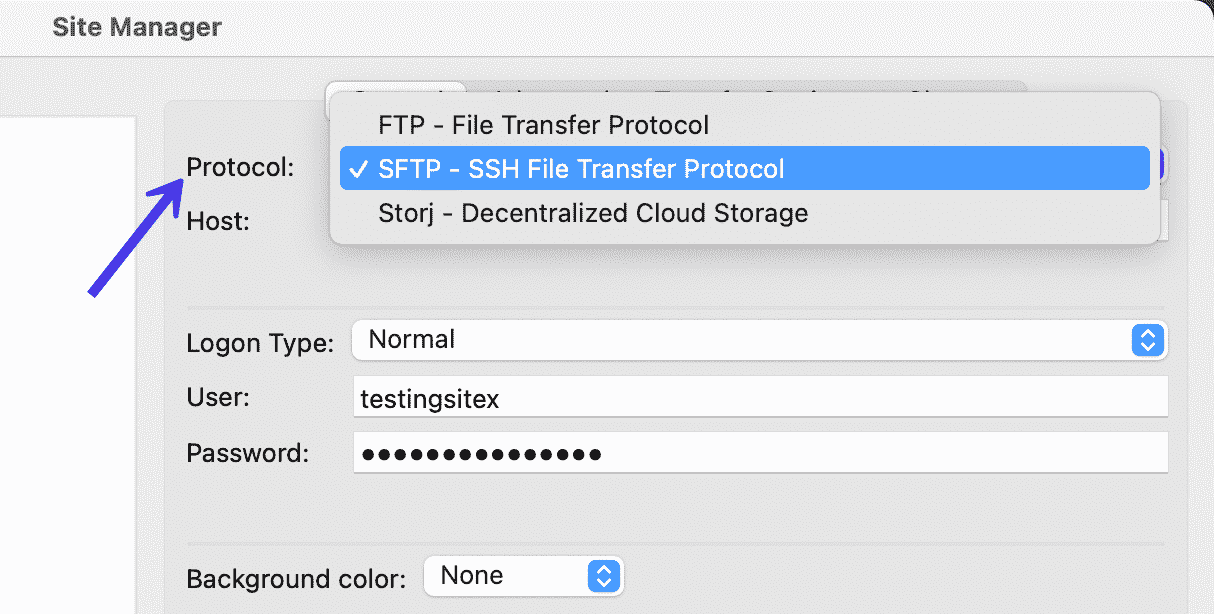 Site Manager
FTP - File Transfer Protocol
Protocol:
SFTP - SSH File Transfer Protocol
Host:
Storj - Decentralized Cloud Storage
Logon Type:
Normal
User:
testingsitex
Password:
●●●●●●●●●●●●●●●
Background color:
None